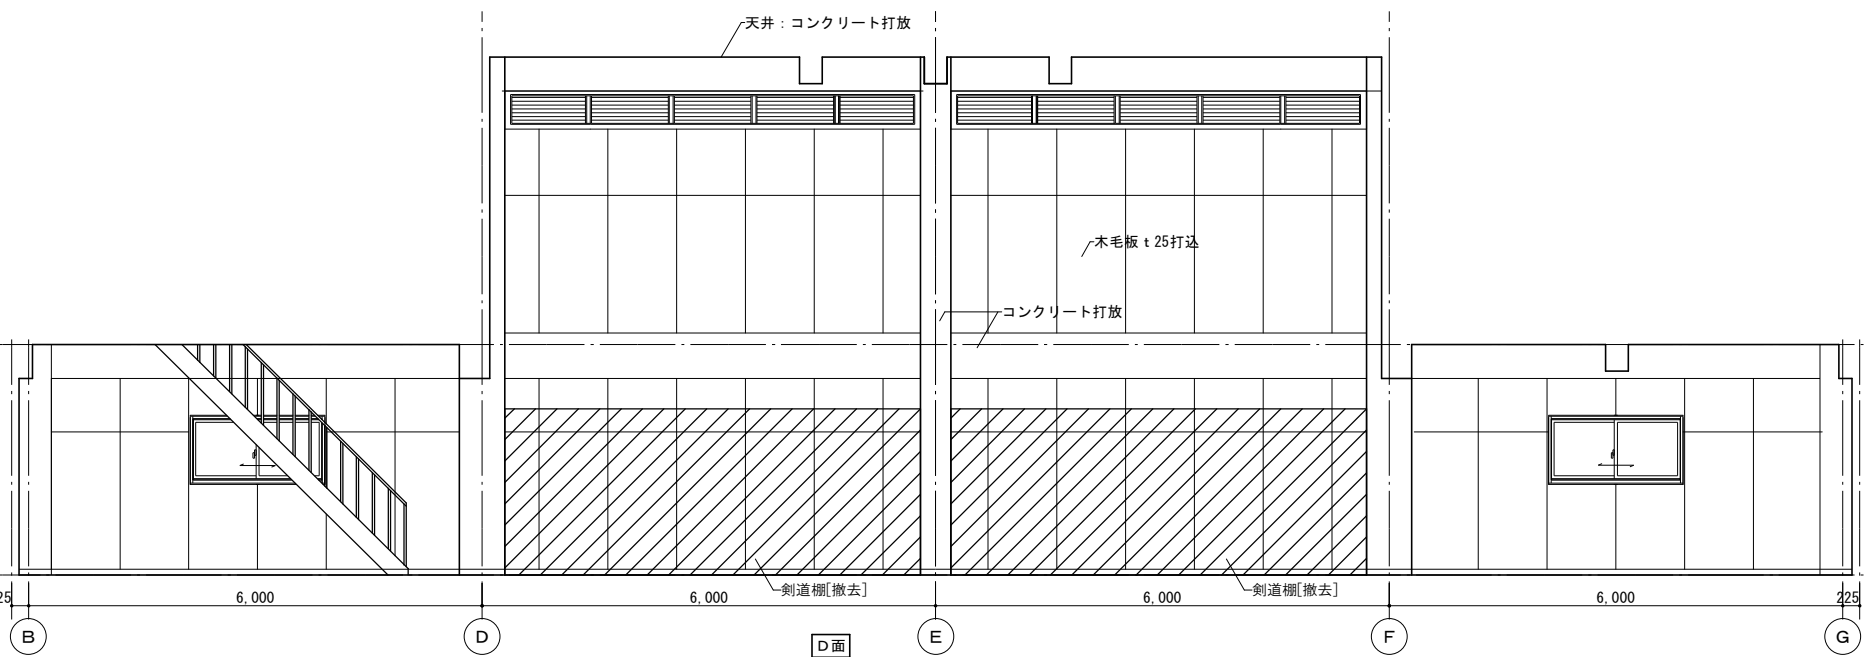 天井：コンクリート打放
木毛板ｔ25打込
コンクリート打放
剣道棚[撤去]
剣道棚[撤去]
25
6,000
6,000
6,000
6,000
225
B
D
E
F
G
D面